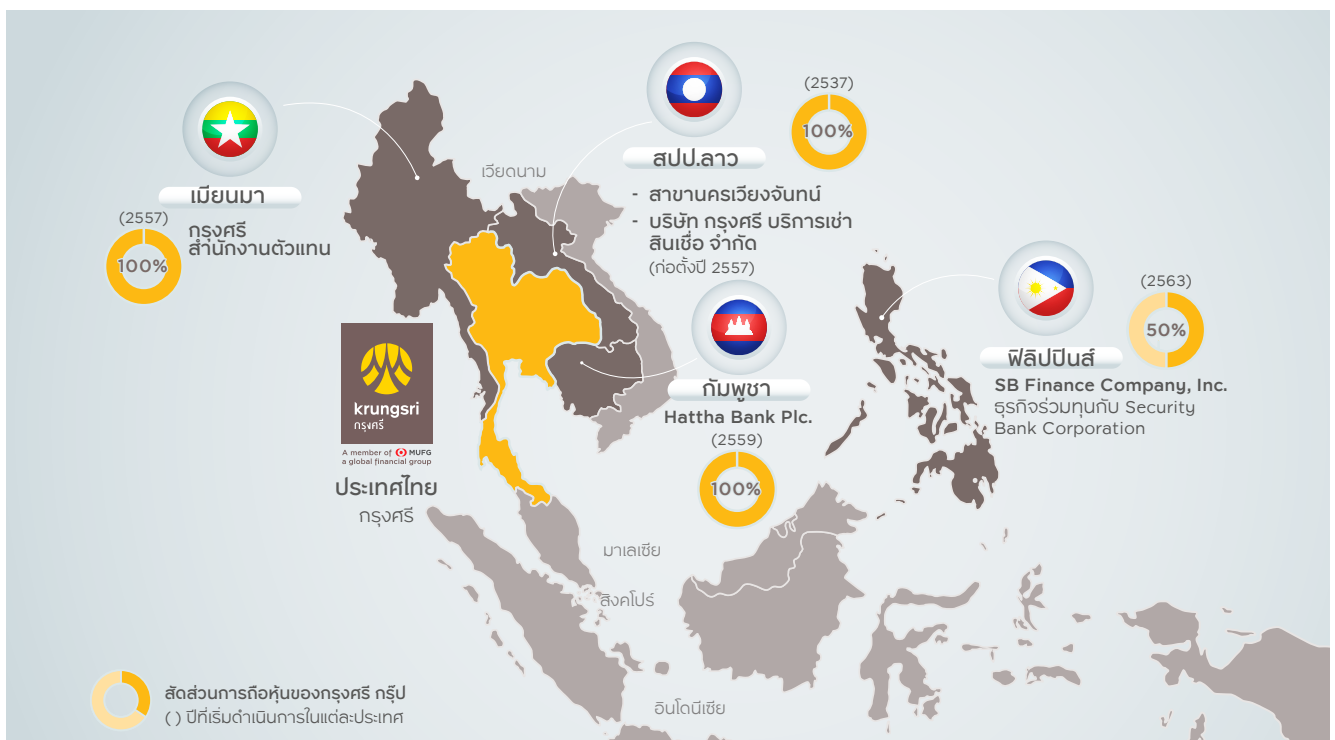 เมียนมา
(2557)
100%
กรุงศรี
สำนักงานตัวแทน
เวียดนาม
สปป.ลาว
(2537)
100%
- สาขานครเวียงจันทน์
- บริษัท กรุงศรี บริการเช่า
สินเชื่อ จำกัด
(ก่อตั้งปี 2557)
กัมพูชา
Hattha Bank Plc.
(2559)
100%
ฟิลิปปินส์
(2563)
50%
SB Finance Company, Inc.
ธุรกิจร่วมทุนกับ Security
Bank Corporation
krungsri
กรุงศรี
A member of MUFG
a global financial group
ประเทศไทย
กรุงศรี
มาเลเซีย
สิงคโปร์
อินโดนีเซีย
สัดส่วนการถือหุ้นของกรุงศรี กรุ๊ป
( ) ปีที่เริ่มดำเนินการในแต่ละประเทศ